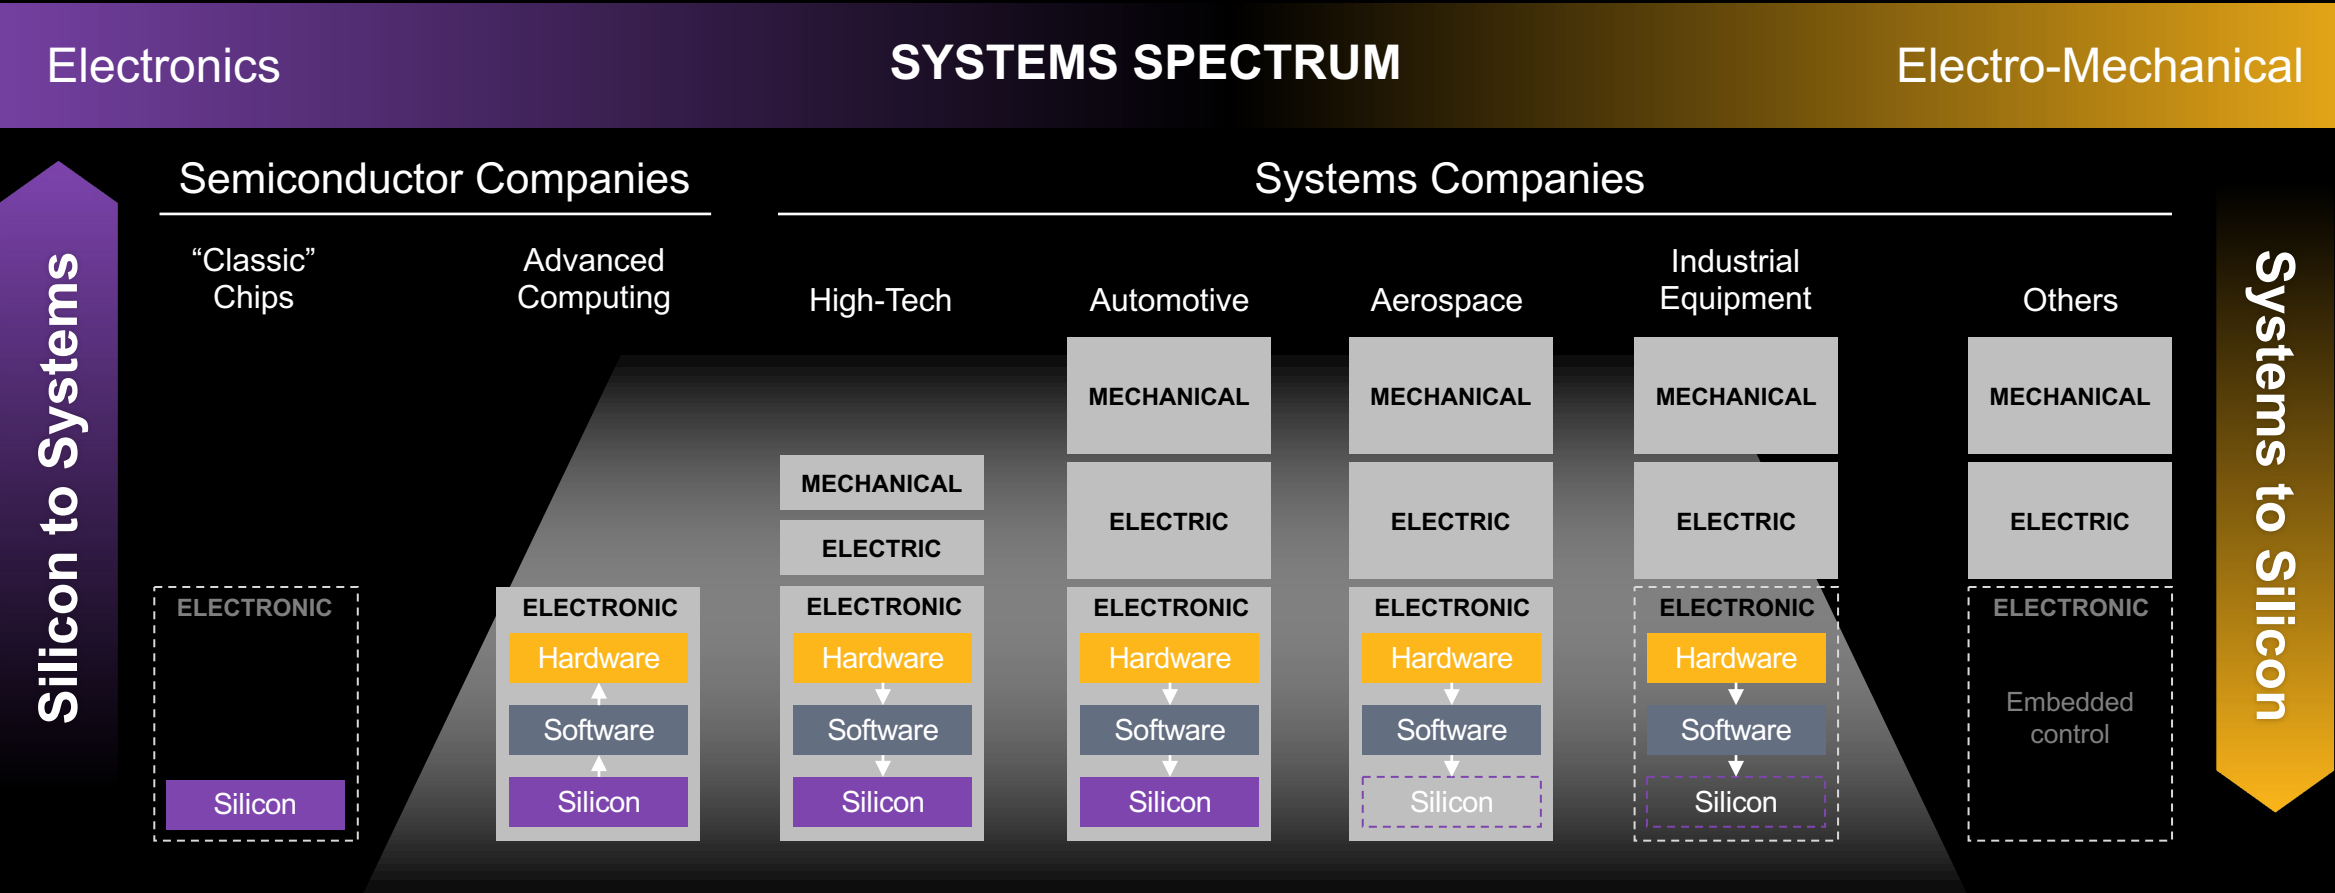 Electronics
SYSTEMS SPECTRUM
Electro-Mechanical
Silicon to Systems
Semiconductor Companies
Systems Companies
“Classic”
Chips
Advanced
Computing
High-Tech
Automotive
Aerospace
Industrial
Equipment
Others
ELECTRONIC
Silicon
ELECTRONIC
Hardware
Software
Silicon
MECHANICAL
ELECTRIC
ELECTRONIC
Hardware
Software
Silicon
MECHANICAL
ELECTRIC
ELECTRONIC
Hardware
Software
Silicon
MECHANICAL
ELECTRIC
ELECTRONIC
Hardware
Software
Silicon
MECHANICAL
ELECTRIC
ELECTRONIC
Hardware
Software
Silicon
MECHANICAL
ELECTRIC
ELECTRONIC
Embedded
control
Systems to Silicon